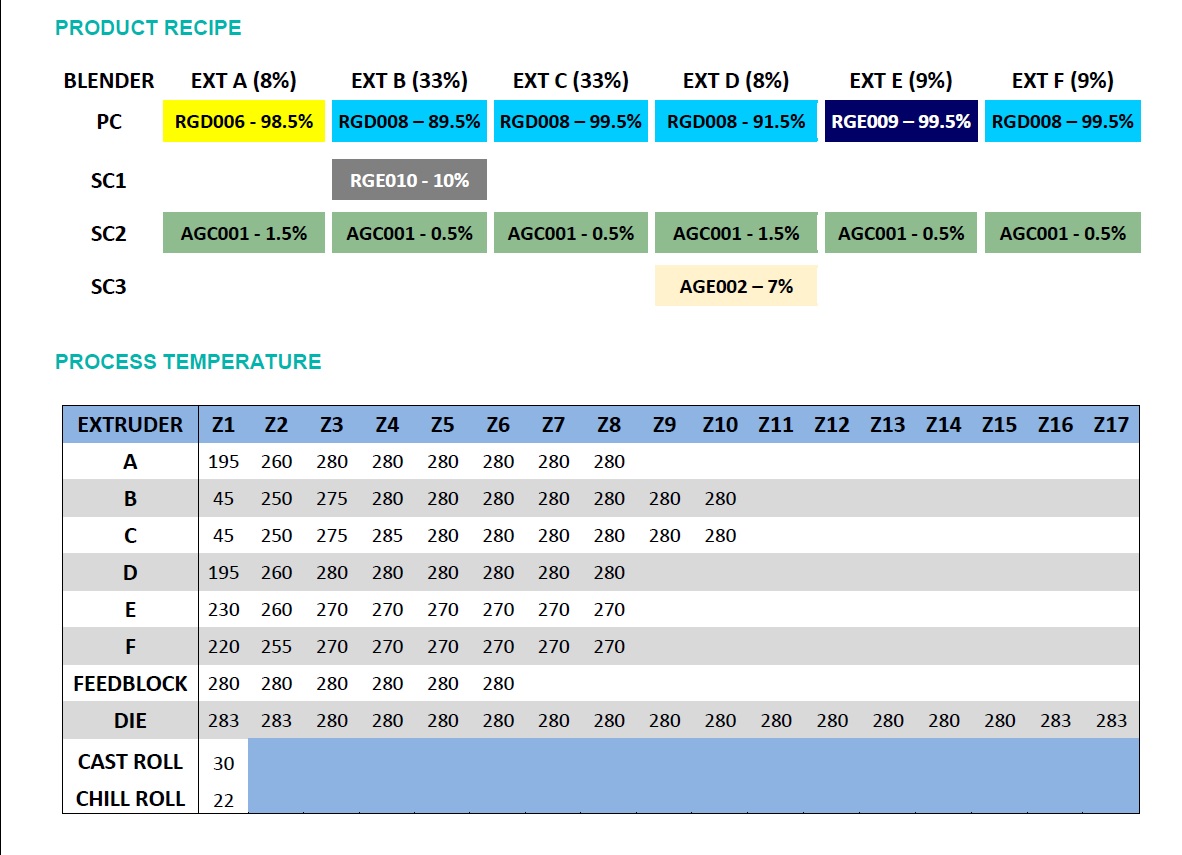 PRODUCT RECIPE
BLENDER EXT A (8%) EXT B (33%) EXT C (33%) EXT D (8%) EXT E (9%) EXT F (9%)
PC RGD006 - 98.5% RGD008 – 89.5% RGD008 – 99.5% RGD008 - 91.5% RGE009 – 99.5% RGD008 – 99.5%
SC1 RGE010 - 10%
SC2 AGC001 - 1.5% AGC001 - 0.5% AGC001 - 0.5% AGC001 - 1.5% AGC001 - 0.5% AGC001 - 0.5%
SC3 AGE002 – 7%
PROCESS TEMPERATURE
EXTRUDER Z1 Z2 Z3 Z4 Z5 Z6 Z7 Z8 Z9 Z10 Z11 Z12 Z13 Z14 Z15 Z16 Z17
A 195 260 280 280 280 280 280 280
B 45 250 275 280 280 280 280 280 280 280
C 45 250 275 285 280 280 280 280 280 280
D 195 260 280 280 280 280 280 280
E 230 260 270 270 270 270 270 270
F 220 255 270 270 270 270 270 270
FEEDBLOCK 280 280 280 280 280 280
DIE 283 283 280 280 280 280 280 280 280 280 280 280 280 280 280 283 283
CAST ROLL 30
CHILL ROLL 22